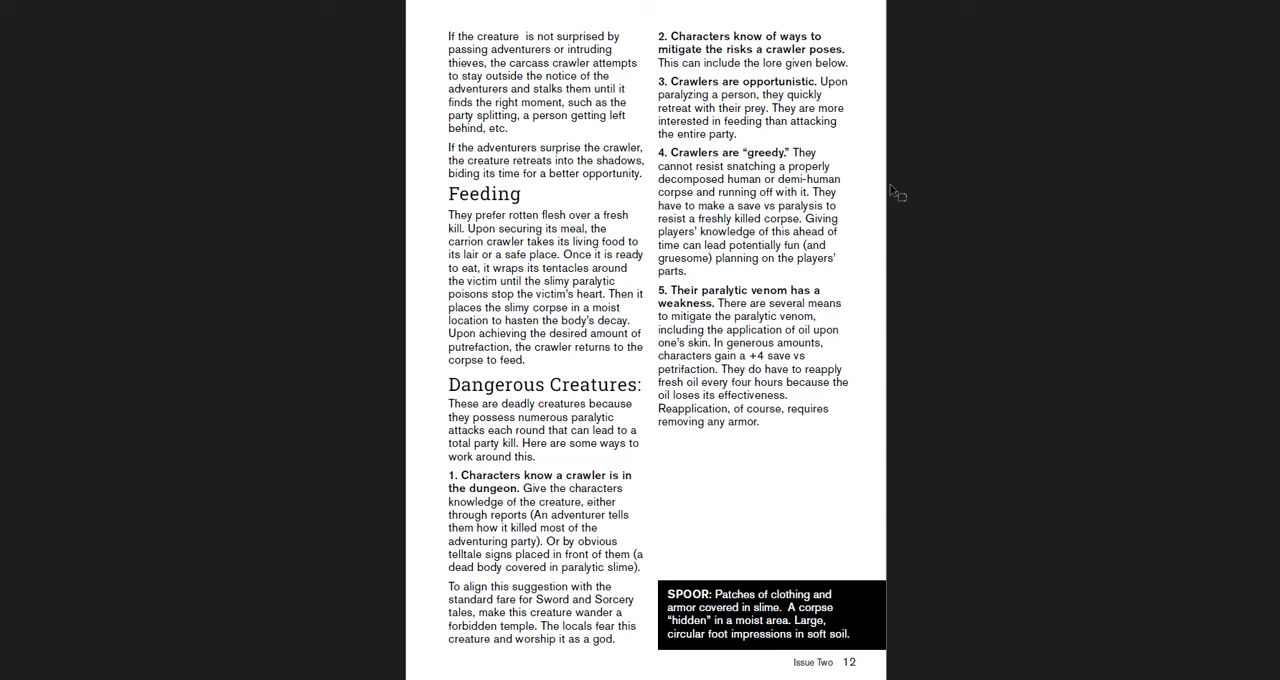 If the creature  is not surprised by
passing adventurers or intruding
thieves, the carcass crawler attempts
to stay outside the notice of the
adventurers and stalks them until it
finds the right moment, such as the
party splitting, a person getting left
behind, etc.
If the adventurers surprise the crawler,
the creature retreats into the shadows,
biding its time for a better opportunity.
Feeding
They prefer rotten flesh over a fresh
kill. Upon securing its meal, the
carrion crawler takes its living food to
its lair or a safe place. Once it is ready
to eat, it wraps its tentacles around
the victim until the slimy paralytic
poisons stop the victim's heart. Then it
places the slimy corpse in a moist
location to hasten the body's decay.
Upon achieving the desired amount of
putrefaction, the crawler returns to the
corpse to feed.
Dangerous Creatures:
These are deadly creatures because
they possess numerous paralytic
attacks each round that can lead to a
total party kill. Here are some ways to
work around this.
1. Characters know a crawler is in
the dungeon. Give the characters
knowledge of the creature, either
through reports (An adventurer tells
them how it killed most of the
adventuring party). Or by obvious
telltale signs placed in front of them (a
dead body covered in paralytic slime).
To align this suggestion with the
standard fare for Sword and Sorcery
tales, make this creature wander a
forbidden temple. The locals fear this
creature and worship it as a god.
2. Characters know of ways to
mitigate the risks a crawler poses.
This can include the lore given below.
3. Crawlers are opportunistic. Upon
paralyzing a person, they quickly
retreat with their prey. They are more
interested in feeding than attacking
the entire party.
4. Crawlers are “greedy.” They
cannot resist snatching a properly
decomposed human or demi-human
corpse and running off with it. They
have to make a save vs paralysis to
resist a freshly killed corpse. Giving
players' knowledge of this ahead of
time can lead potentially fun (and
gruesome) planning on the players'
parts.
5. Their paralytic venom has a
weakness. There are several means
to mitigate the paralytic venom,
including the application of oil upon
one's skin. In generous amounts,
characters gain a +4 save vs
petrifaction. They do have to reapply
fresh oil every four hours because the
oil loses its effectiveness.
Reapplication, of course, requires
removing any armor.
SPOOR: Patches of clothing and
armor covered in slime.  A corpse
“hidden” in a moist area. Large,
circular foot impressions in soft soil.
Issue Two 12